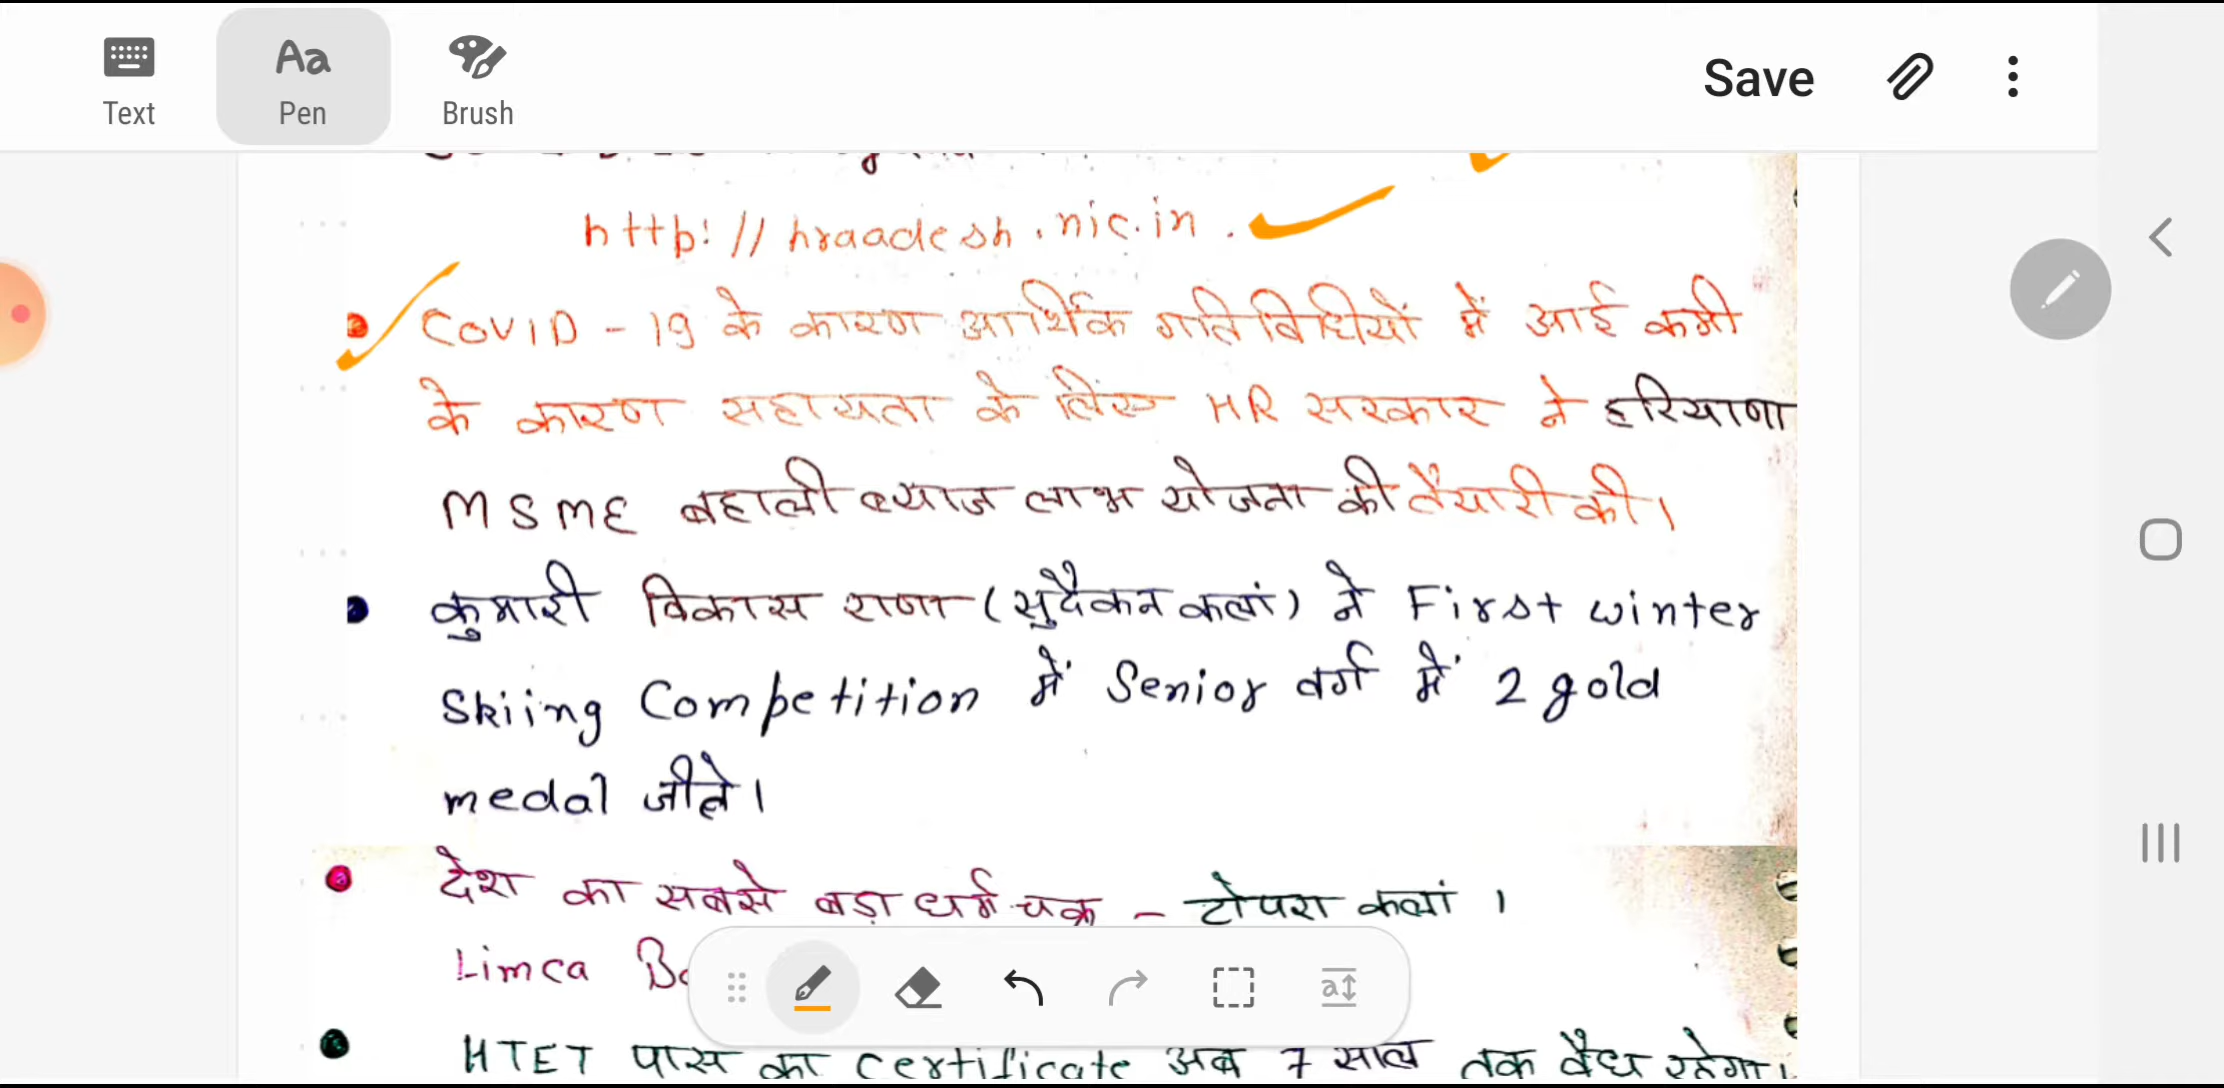 Text
Aa
Pen
Brush
Save
http://hraadesh.nic.in.
COVID-19 के कारण आर्थिक गतिविधियों में आई कमी
के कारण सहायता के लिए HR सरकार ने हरियाणा
MSME बहाली ब्याज लाभ योजना की तैयारी की।
कुमारी विकास राणा (सुदैकन कलां) ने First winter
Skiing Competition में Senior वर्ग में 2 gold
medal जीते।
देश का सबसे बड़ा धर्म चक्र - टोपरा कलां ।
Limca
a
HTET पास का certificate अब 7 साल तक वैध रहेगा।